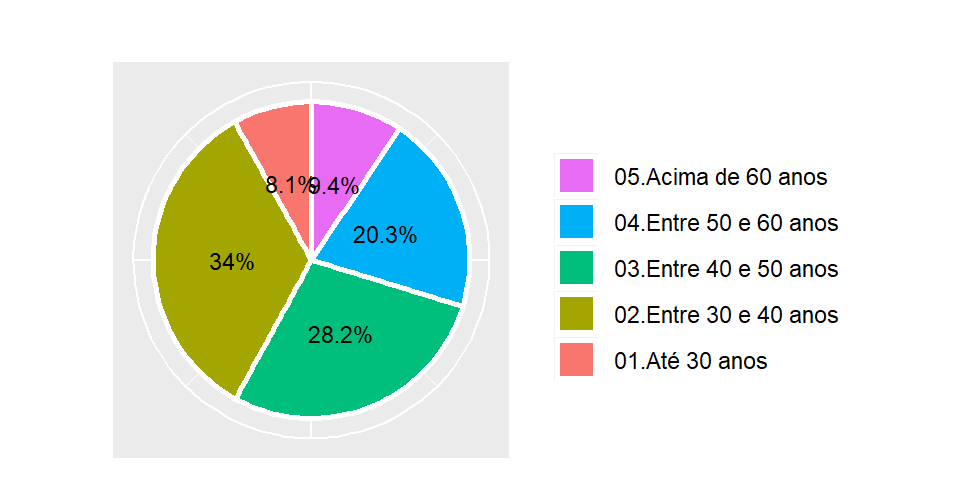 8.1%
9.4%
20.3%
34%
28.2%
05.Acima de 60 anos
04.Entre 50 e 60 anos
03.Entre 40 e 50 anos
02.Entre 30 e 40 anos
01.Até 30 anos